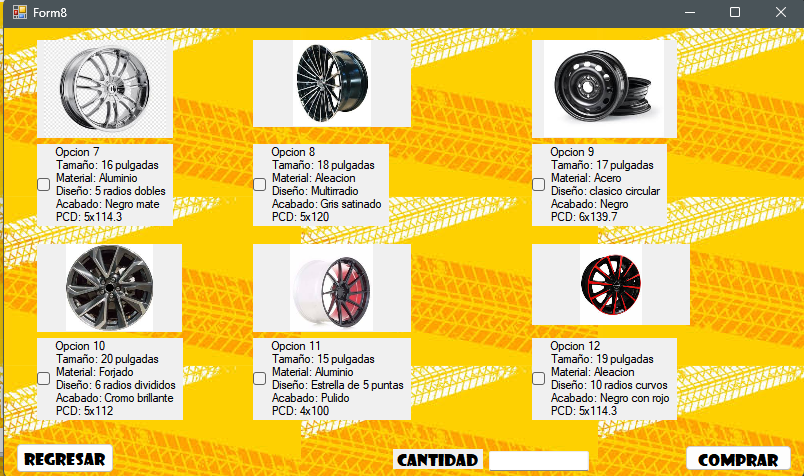 Form8
Opcion 7
Tamaño: 16 pulgadas
Material: Aluminio
Diseño: 5 radios dobles
Acabado: Negro mate
PCD: 5x114.3
Opcion 8
Tamaño: 18 pulgadas
Material: Aleacion
Diseño: Multirradio
Acabado: Gris satinado
PCD: 5x120
Opcion 9
Tamaño: 17 pulgadas
Material: Acero
Diseño: clasico circular
Acabado: Negro
PCD: 6x139.7
Opcion 10
Tamaño: 20 pulgadas
Material: Forjado
Diseño: 6 radios divididos
Acabado: Cromo brillante
PCD: 5x112
Opcion 11
Tamaño: 15 pulgadas
Material: Aluminio
Diseño: Estrella de 5 puntas
Acabado: Pulido
PCD: 4x100
Opcion 12
Tamaño: 19 pulgadas
Material: Aleacion
Diseño: 10 radios curvos
Acabado: Negro con rojo
PCD: 5x114.3
REGRESAR
CANTIDAD
COMPRAR